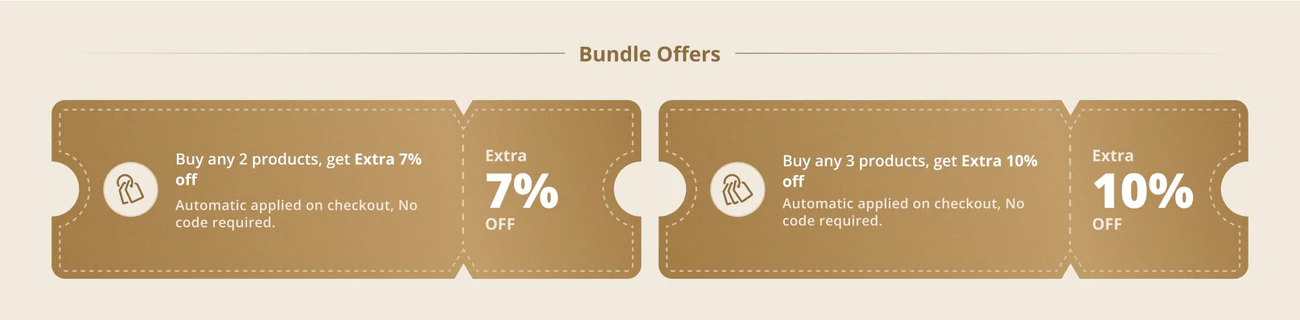 Bundle Offers
Buy any 2 products, get Extra 7%
off
Automatic applied on checkout, No
code required.
Extra
7%
OFF
Buy any 3 products, get Extra 10%
off
Automatic applied on checkout, No
code required.
Extra
10%
OFF